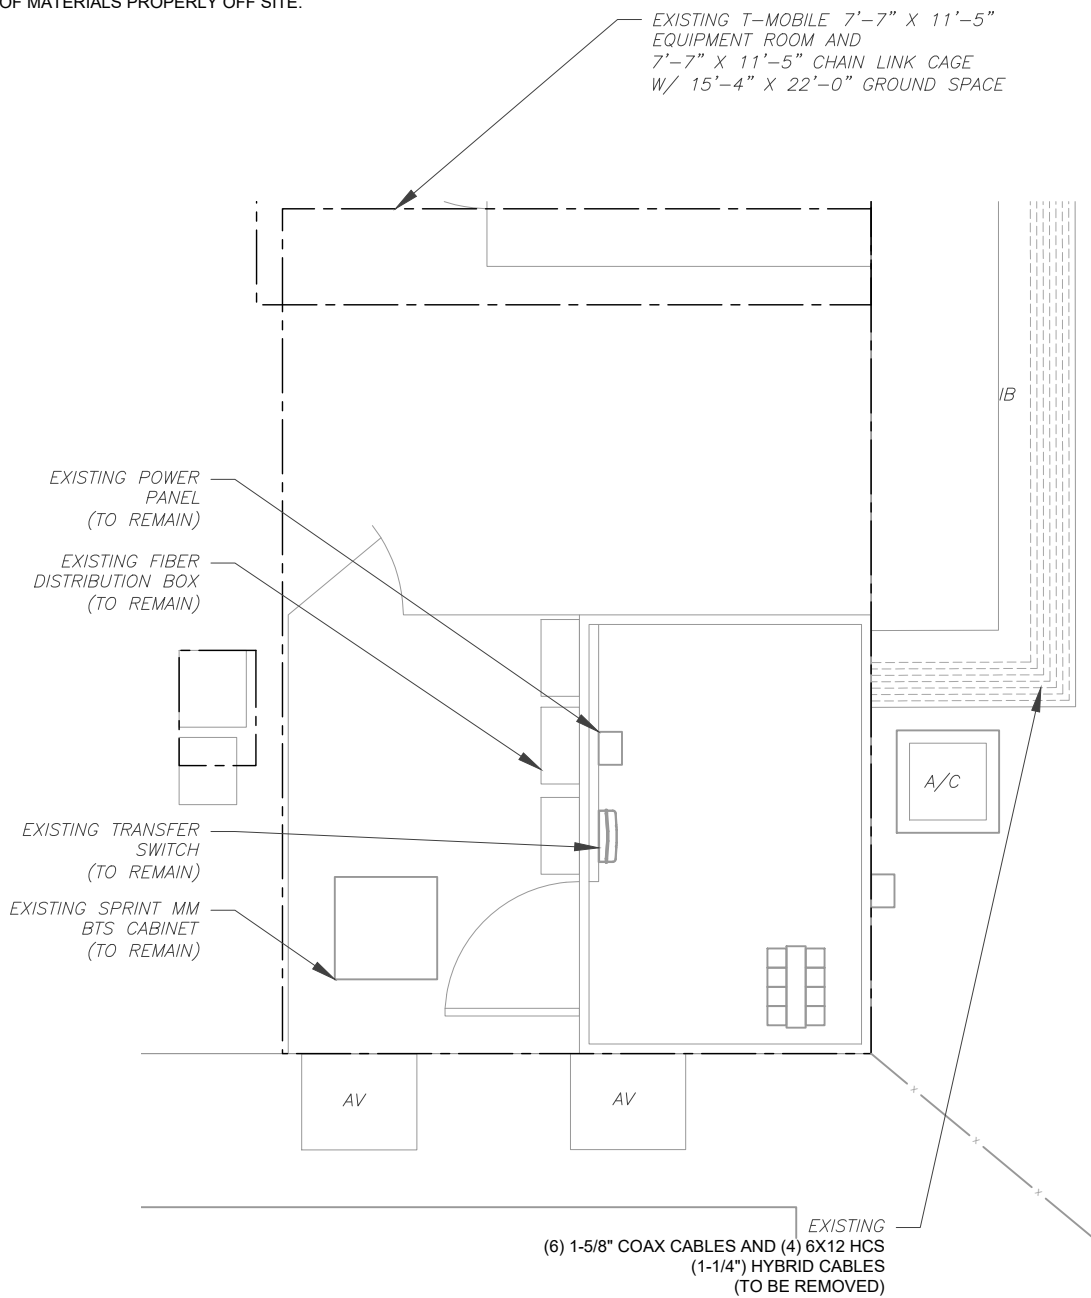 OF MATERIALS PROPERLY OFF SITE.
EXISTING T-MOBILE 7'-7" X 11'-5"
EQUIPMENT ROOM AND
7'-7" X 11'-5" CHAIN LINK CAGE
W/ 15'-4" X 22'-0" GROUND SPACE
IB
EXISTING POWER
PANEL
(TO REMAIN)
EXISTING FIBER
DISTRIBUTION BOX
(TO REMAIN)
A/C
EXISTING TRANSFER
SWITCH
(TO REMAIN)
EXISTING SPRINT MM
BTS CABINET
(TO REMAIN)
AV
AV
x
x
x
EXISTING
(6) 1-5/8" COAX CABLES AND (4) 6X12 HCS
(1-1/4") HYBRID CABLES
(TO BE REMOVED)